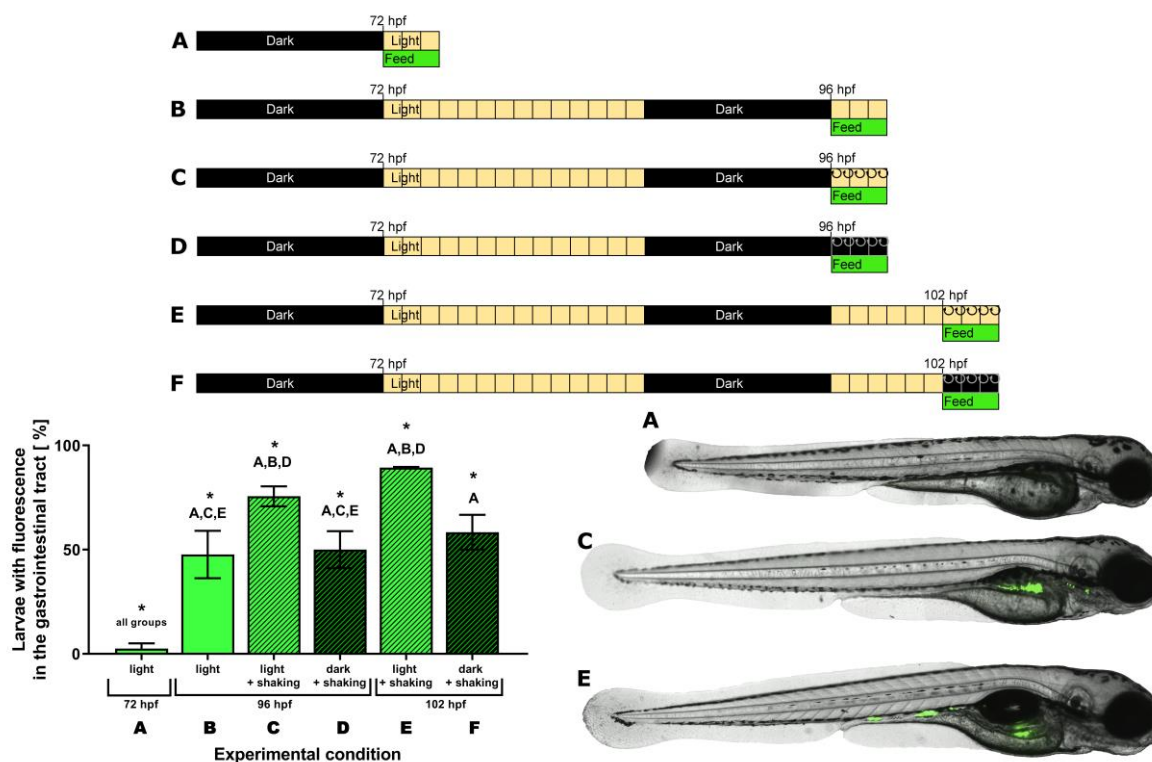 72 hpf
A Dark Light
Feed
72 hpf 96 hpf
B Dark Light Dark
Feed
72 hpf 96 hpf
C Dark Light Dark
Feed
72 hpf 96 hpf
D Dark Light Dark
Feed
72 hpf 102 hpf
E Dark Light Dark
Feed
72 hpf 102 hpf
F Dark Light Dark
Feed
Larvae with fluorescence
in the gastrointestinal tract [ %]
100
50
0
*
all groups
*
A,C,E
*
A,B,D
*
A,C,E
*
A,B,D
*
A
light
light
light
+ shaking
dark
+ shaking
light
+ shaking
dark
+ shaking
72 hpf 96 hpf 102 hpf
A B C D E F
Experimental condition
A
C
E